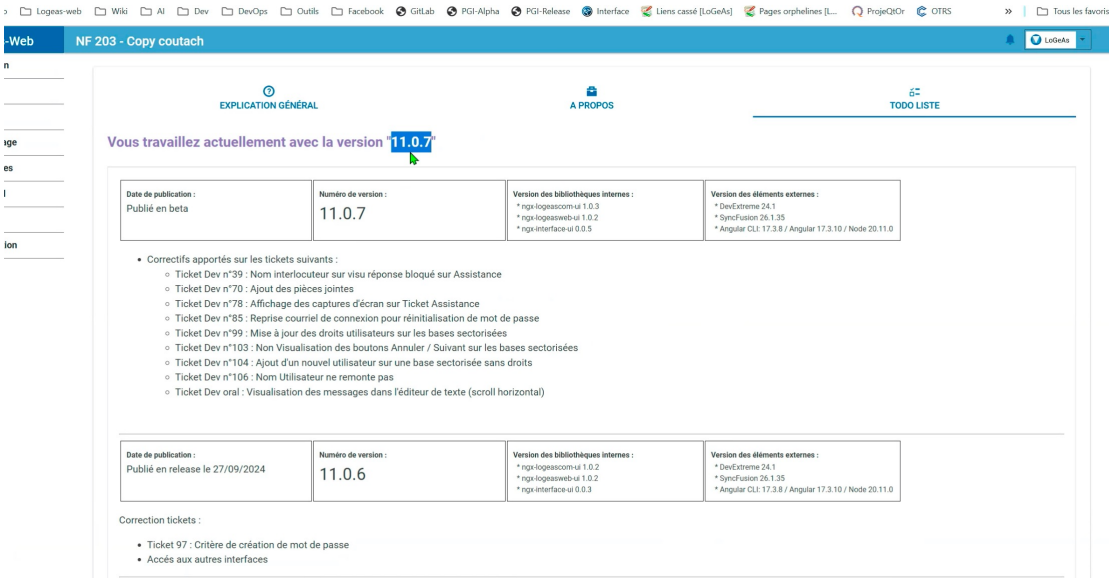 Logeas-web Wiki AI Dev DevOps Outils Facebook GitLab PGI-Alpha PGI-Release Interface Liens cassé [LoGeAs] Pages orphelines [L... ProjeQtOr OTRS » Tous les favoris
-Web NF 203 - Copy coutach LoGeAs
EXPLICATION GÉNÉRAL A PROPOS TODO LISTE
Vous travaillez actuellement avec la version "11.0.7"
Date de publication : Numéro de version : Version des bibliothèques internes : Version des éléments externes :
Publié en beta 11.0.7 * ngx-logeascom-ui 1.0.3 * DevExtreme 24.1
* ngx-logeasweb-ui 1.0.2 * SyncFusion 26.1.35
* ngx-interface-ui 0.0.5 * Angular CLI: 17.3.8 / Angular 17.3.10 / Node 20.11.0
• Correctifs apportés sur les tickets suivants :
◦ Ticket Dev n°39 : Nom interlocuteur sur visu réponse bloqué sur Assistance
◦ Ticket Dev n°70 : Ajout des pièces jointes
◦ Ticket Dev n°78 : Affichage des captures d'écran sur Ticket Assistance
◦ Ticket Dev n°85 : Reprise courriel de connexion pour réinitialisation de mot de passe
◦ Ticket Dev n°99 : Mise à jour des droits utilisateurs sur les bases sectorisées
◦ Ticket Dev n°103 : Non Visualisation des boutons Annuler / Suivant sur les bases sectorisées
◦ Ticket Dev n°104 : Ajout d'un nouvel utilisateur sur une base sectorisée sans droits
◦ Ticket Dev n°106 : Nom Utilisateur ne remonte pas
◦ Ticket Dev oral : Visualisation des messages dans l'éditeur de texte (scroll horizontal)
Date de publication : Numéro de version : Version des bibliothèques internes : Version des éléments externes :
Publié en release le 27/09/2024 11.0.6 * ngx-logeascom-ui 1.0.2 * DevExtreme 24.1
* ngx-logeasweb-ui 1.0.2 * SyncFusion 26.1.35
* ngx-interface-ui 0.0.3 * Angular CLI: 17.3.8 / Angular 17.3.10 / Node 20.11.0
Correction tickets :
• Ticket 97 : Critère de création de mot de passe
• Accés aux autres interfaces